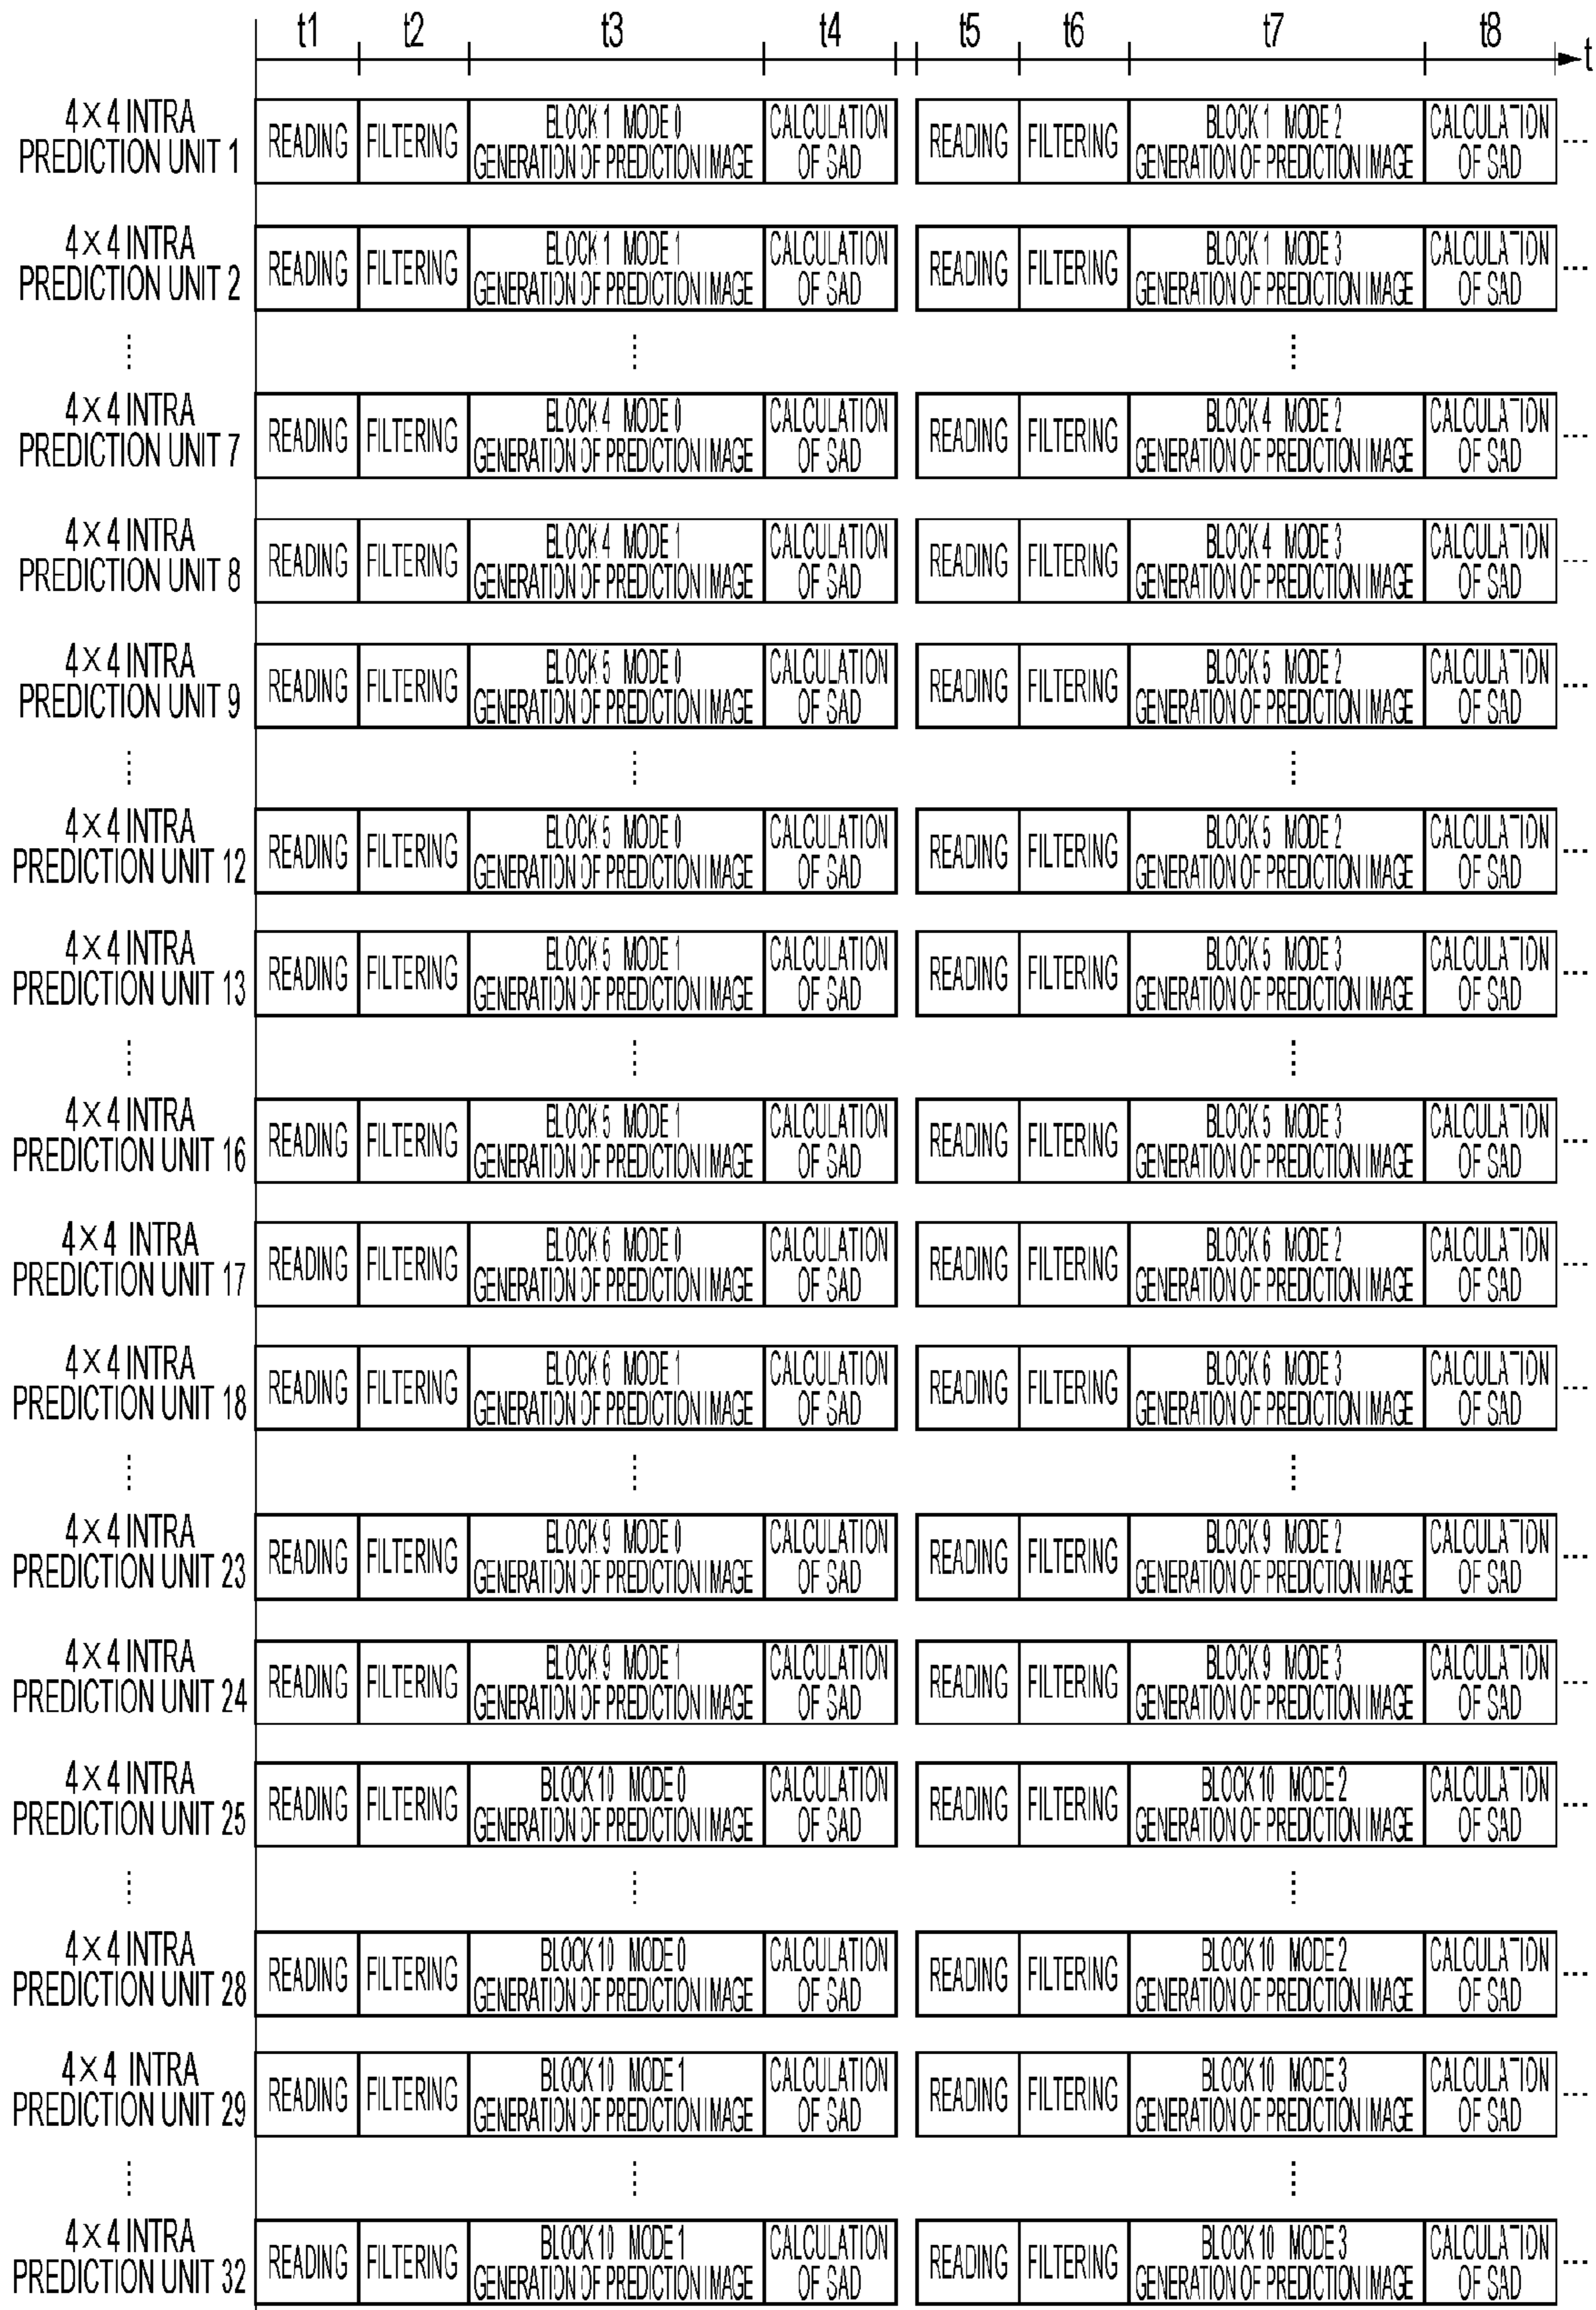 t1 t2 t3 t4 t5 t6 t7 t8 t
4×4 INTRA PREDICTION UNIT 1 READING FILTERING BLOCK 1 MODE 0 GENERATION OF PREDICTION IMAGE CALCULATION OF SAD READING FILTERING BLOCK 1 MODE 2 GENERATION OF PREDICTION IMAGE CALCULATION OF SAD ...
4×4 INTRA PREDICTION UNIT 2 READING FILTERING BLOCK 1 MODE 1 GENERATION OF PREDICTION IMAGE CALCULATION OF SAD READING FILTERING BLOCK 1 MODE 3 GENERATION OF PREDICTION IMAGE CALCULATION OF SAD ...
4×4 INTRA PREDICTION UNIT 7 READING FILTERING BLOCK 4 MODE 0 GENERATION OF PREDICTION IMAGE CALCULATION OF SAD READING FILTERING BLOCK 4 MODE 2 GENERATION OF PREDICTION IMAGE CALCULATION OF SAD ...
4×4 INTRA PREDICTION UNIT 8 READING FILTERING BLOCK 4 MODE 1 GENERATION OF PREDICTION IMAGE CALCULATION OF SAD READING FILTERING BLOCK 4 MODE 3 GENERATION OF PREDICTION IMAGE CALCULATION OF SAD ...
4×4 INTRA PREDICTION UNIT 9 READING FILTERING BLOCK 5 MODE 0 GENERATION OF PREDICTION IMAGE CALCULATION OF SAD READING FILTERING BLOCK 5 MODE 2 GENERATION OF PREDICTION IMAGE CALCULATION OF SAD ...
4×4 INTRA PREDICTION UNIT 12 READING FILTERING BLOCK 5 MODE 0 GENERATION OF PREDICTION IMAGE CALCULATION OF SAD READING FILTERING BLOCK 5 MODE 2 GENERATION OF PREDICTION IMAGE CALCULATION OF SAD ...
4×4 INTRA PREDICTION UNIT 13 READING FILTERING BLOCK 5 MODE 1 GENERATION OF PREDICTION IMAGE CALCULATION OF SAD READING FILTERING BLOCK 5 MODE 3 GENERATION OF PREDICTION IMAGE CALCULATION OF SAD ...
4×4 INTRA PREDICTION UNIT 16 READING FILTERING BLOCK 5 MODE 1 GENERATION OF PREDICTION IMAGE CALCULATION OF SAD READING FILTERING BLOCK 5 MODE 3 GENERATION OF PREDICTION IMAGE CALCULATION OF SAD ...
4×4 INTRA PREDICTION UNIT 17 READING FILTERING BLOCK 6 MODE 0 GENERATION OF PREDICTION IMAGE CALCULATION OF SAD READING FILTERING BLOCK 6 MODE 2 GENERATION OF PREDICTION IMAGE CALCULATION OF SAD ...
4×4 INTRA PREDICTION UNIT 18 READING FILTERING BLOCK 6 MODE 1 GENERATION OF PREDICTION IMAGE CALCULATION OF SAD READING FILTERING BLOCK 6 MODE 3 GENERATION OF PREDICTION IMAGE CALCULATION OF SAD ...
4×4 INTRA PREDICTION UNIT 23 READING FILTERING BLOCK 9 MODE 0 GENERATION OF PREDICTION IMAGE CALCULATION OF SAD READING FILTERING BLOCK 9 MODE 2 GENERATION OF PREDICTION IMAGE CALCULATION OF SAD ...
4×4 INTRA PREDICTION UNIT 24 READING FILTERING BLOCK 9 MODE 1 GENERATION OF PREDICTION IMAGE CALCULATION OF SAD READING FILTERING BLOCK 9 MODE 3 GENERATION OF PREDICTION IMAGE CALCULATION OF SAD ...
4×4 INTRA PREDICTION UNIT 25 READING FILTERING BLOCK 10 MODE 0 GENERATION OF PREDICTION IMAGE CALCULATION OF SAD READING FILTERING BLOCK 10 MODE 2 GENERATION OF PREDICTION IMAGE CALCULATION OF SAD ...
4×4 INTRA PREDICTION UNIT 28 READING FILTERING BLOCK 10 MODE 0 GENERATION OF PREDICTION IMAGE CALCULATION OF SAD READING FILTERING BLOCK 10 MODE 2 GENERATION OF PREDICTION IMAGE CALCULATION OF SAD ...
4×4 INTRA PREDICTION UNIT 29 READING FILTERING BLOCK 10 MODE 1 GENERATION OF PREDICTION IMAGE CALCULATION OF SAD READING FILTERING BLOCK 10 MODE 3 GENERATION OF PREDICTION IMAGE CALCULATION OF SAD ...
4×4 INTRA PREDICTION UNIT 32 READING FILTERING BLOCK 10 MODE 1 GENERATION OF PREDICTION IMAGE CALCULATION OF SAD READING FILTERING BLOCK 10 MODE 3 GENERATION OF PREDICTION IMAGE CALCULATION OF SAD ...